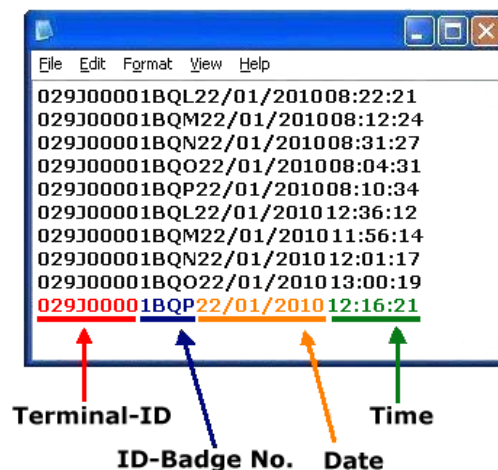 File Edit Format View Help
029J00001BQL22/01/201008:22:21
029J00001BQM22/01/201008:12:24
029J00001BQN22/01/201008:31:27
029J00001BQO22/01/201008:04:31
029J00001BQP22/01/201008:10:34
029J00001BQL22/01/201012:36:12
029J00001BQM22/01/201011:56:14
029J00001BQN22/01/201012:01:17
029J00001BQO22/01/201013:00:19
029J00001BQP22/01/201012:16:21
Terminal-ID Time
ID-Badge No. Date